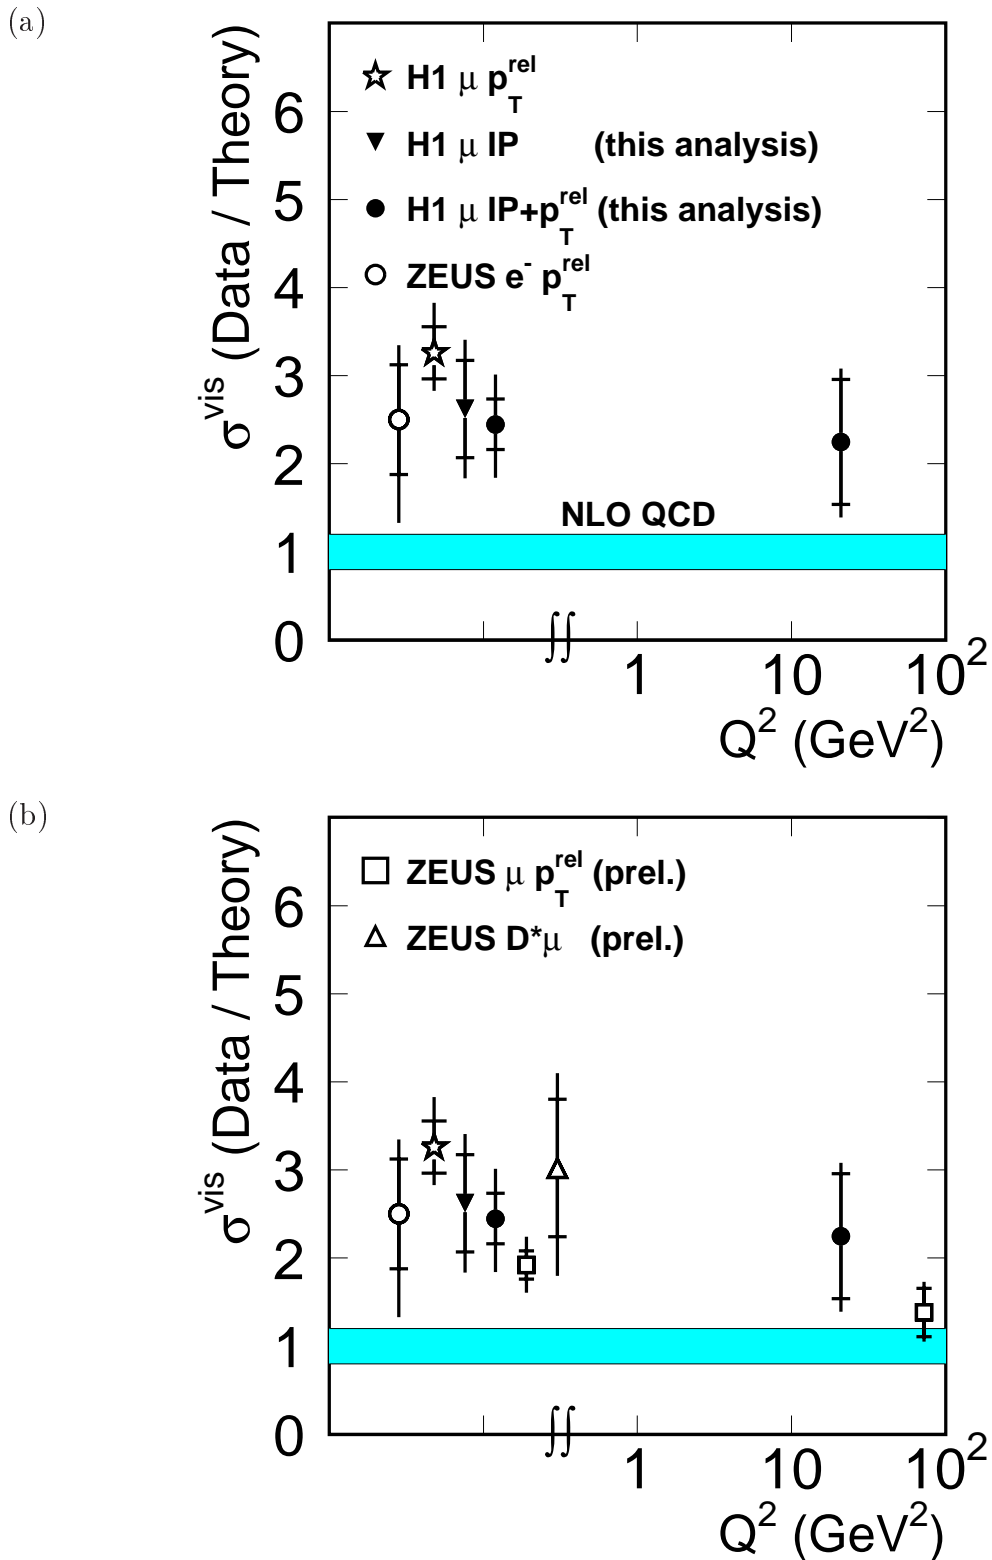 (a)
σ^vis (Data / Theory)
H1 μ p_T^rel
H1 μ IP (this analysis)
H1 μ IP+p_T^rel (this analysis)
ZEUS e^- p_T^rel
6
5
4
3
2
1
0
NLO QCD
∫∫
1 10 10^2
Q^2 (GeV^2)
(b)
σ^vis (Data / Theory)
ZEUS μ p_T^rel (prel.)
ZEUS D*μ (prel.)
6
5
4
3
2
1
0
∫∫
1 10 10^2
Q^2 (GeV^2)